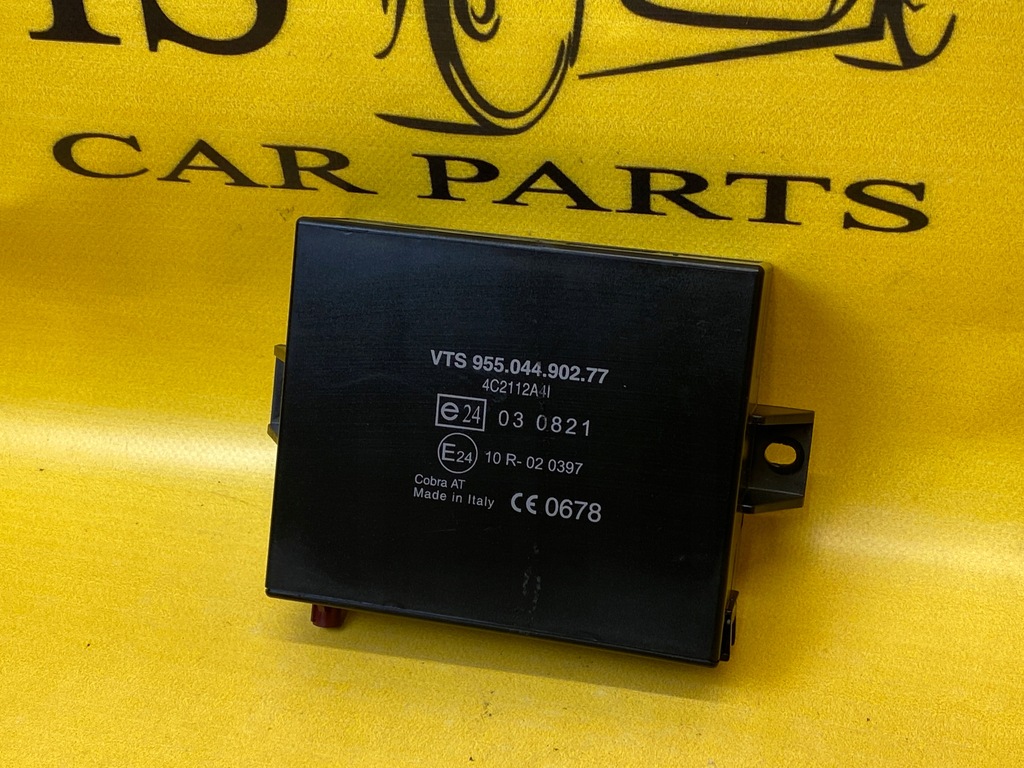 CAR PARTS
VTS 955.044.902.77
4C2112A4I
e24 03 0821
E24 10 R- 02 0397
Cobra AT
Made in Italy CE 0678